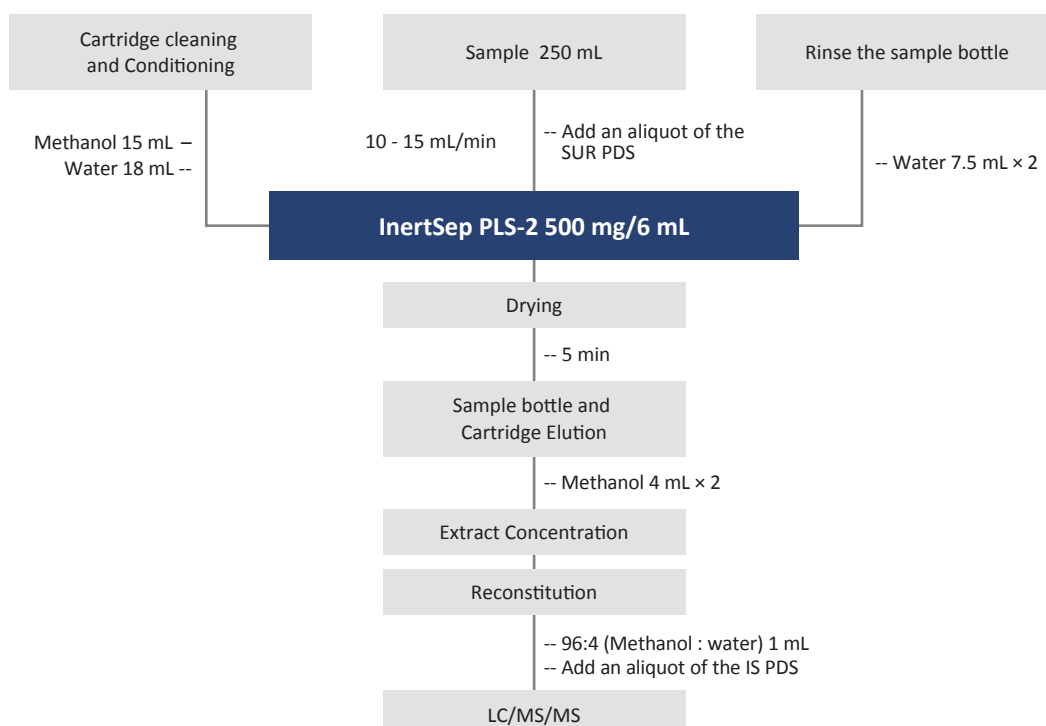 Cartridge cleaning
and Conditioning
Sample 250 mL
Rinse the sample bottle
Methanol 15 mL –
Water 18 mL --
10 - 15 mL/min
-- Add an aliquot of the
SUR PDS
-- Water 7.5 mL × 2
InertSep PLS-2 500 mg/6 mL
Drying
-- 5 min
Sample bottle and
Cartridge Elution
-- Methanol 4 mL × 2
Extract Concentration
Reconstitution
-- 96:4 (Methanol : water) 1 mL
-- Add an aliquot of the IS PDS
LC/MS/MS